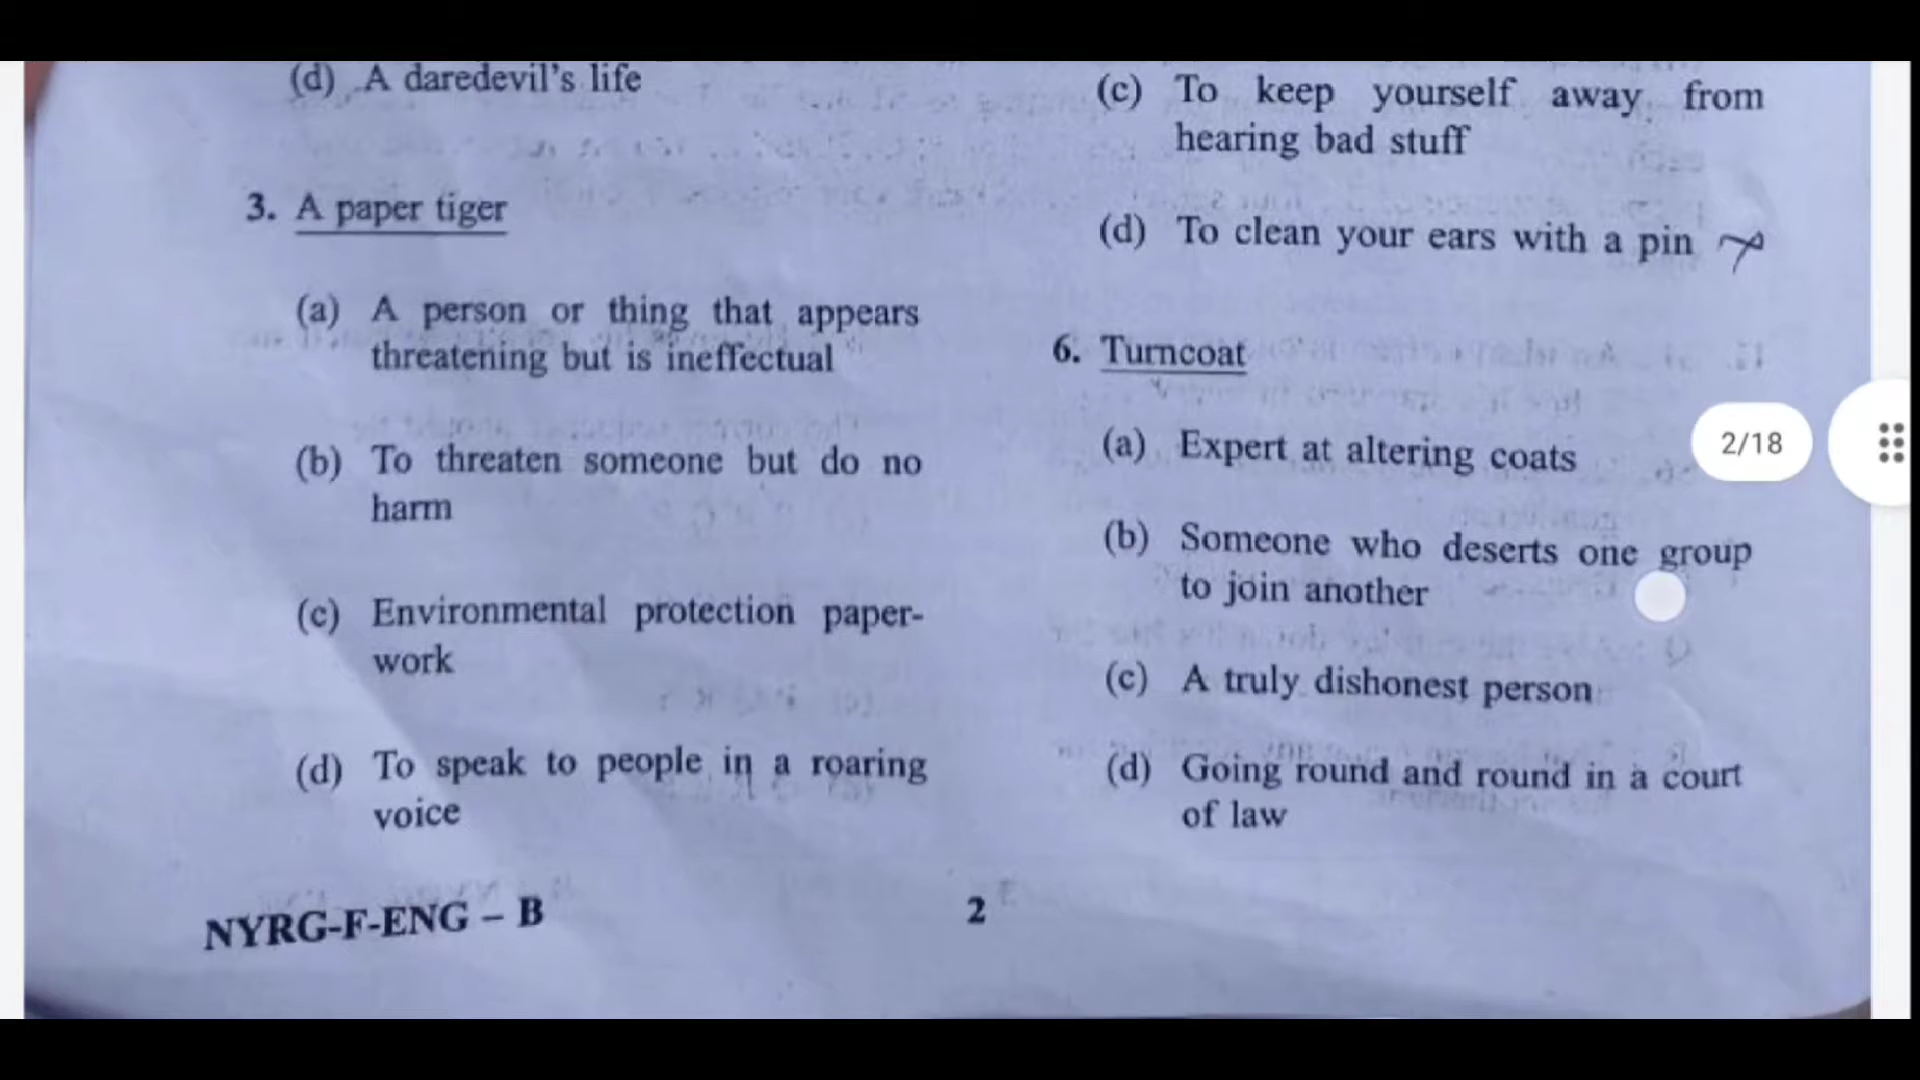 (d) A daredevil's life
3. A paper tiger
(a) A person or thing that appears
threatening but is ineffectual
(b) To threaten someone but do no
harm
(c) Environmental protection paper-
work
(d) To speak to people in a roaring
voice
(c) To keep yourself away from
hearing bad stuff
(d) To clean your ears with a pin
6. Turncoat
(a) Expert at altering coats
(b) Someone who deserts one group
to join another
(c) A truly dishonest person
(d) Going round and round in a court
of law
2/18
NYRG-F-ENG – B
2